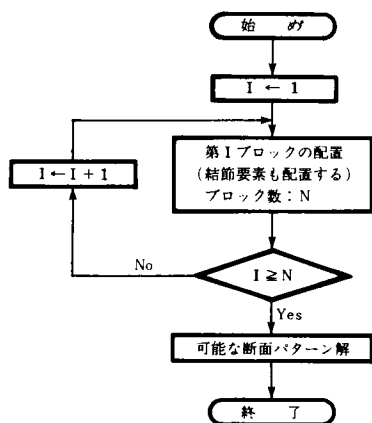 始 め
I ← 1
第Iブロックの配置
(結節要素も配置する)
ブロック数：N
I←I+1
I≧N
No
Yes
可能な断面パターン解
終 了